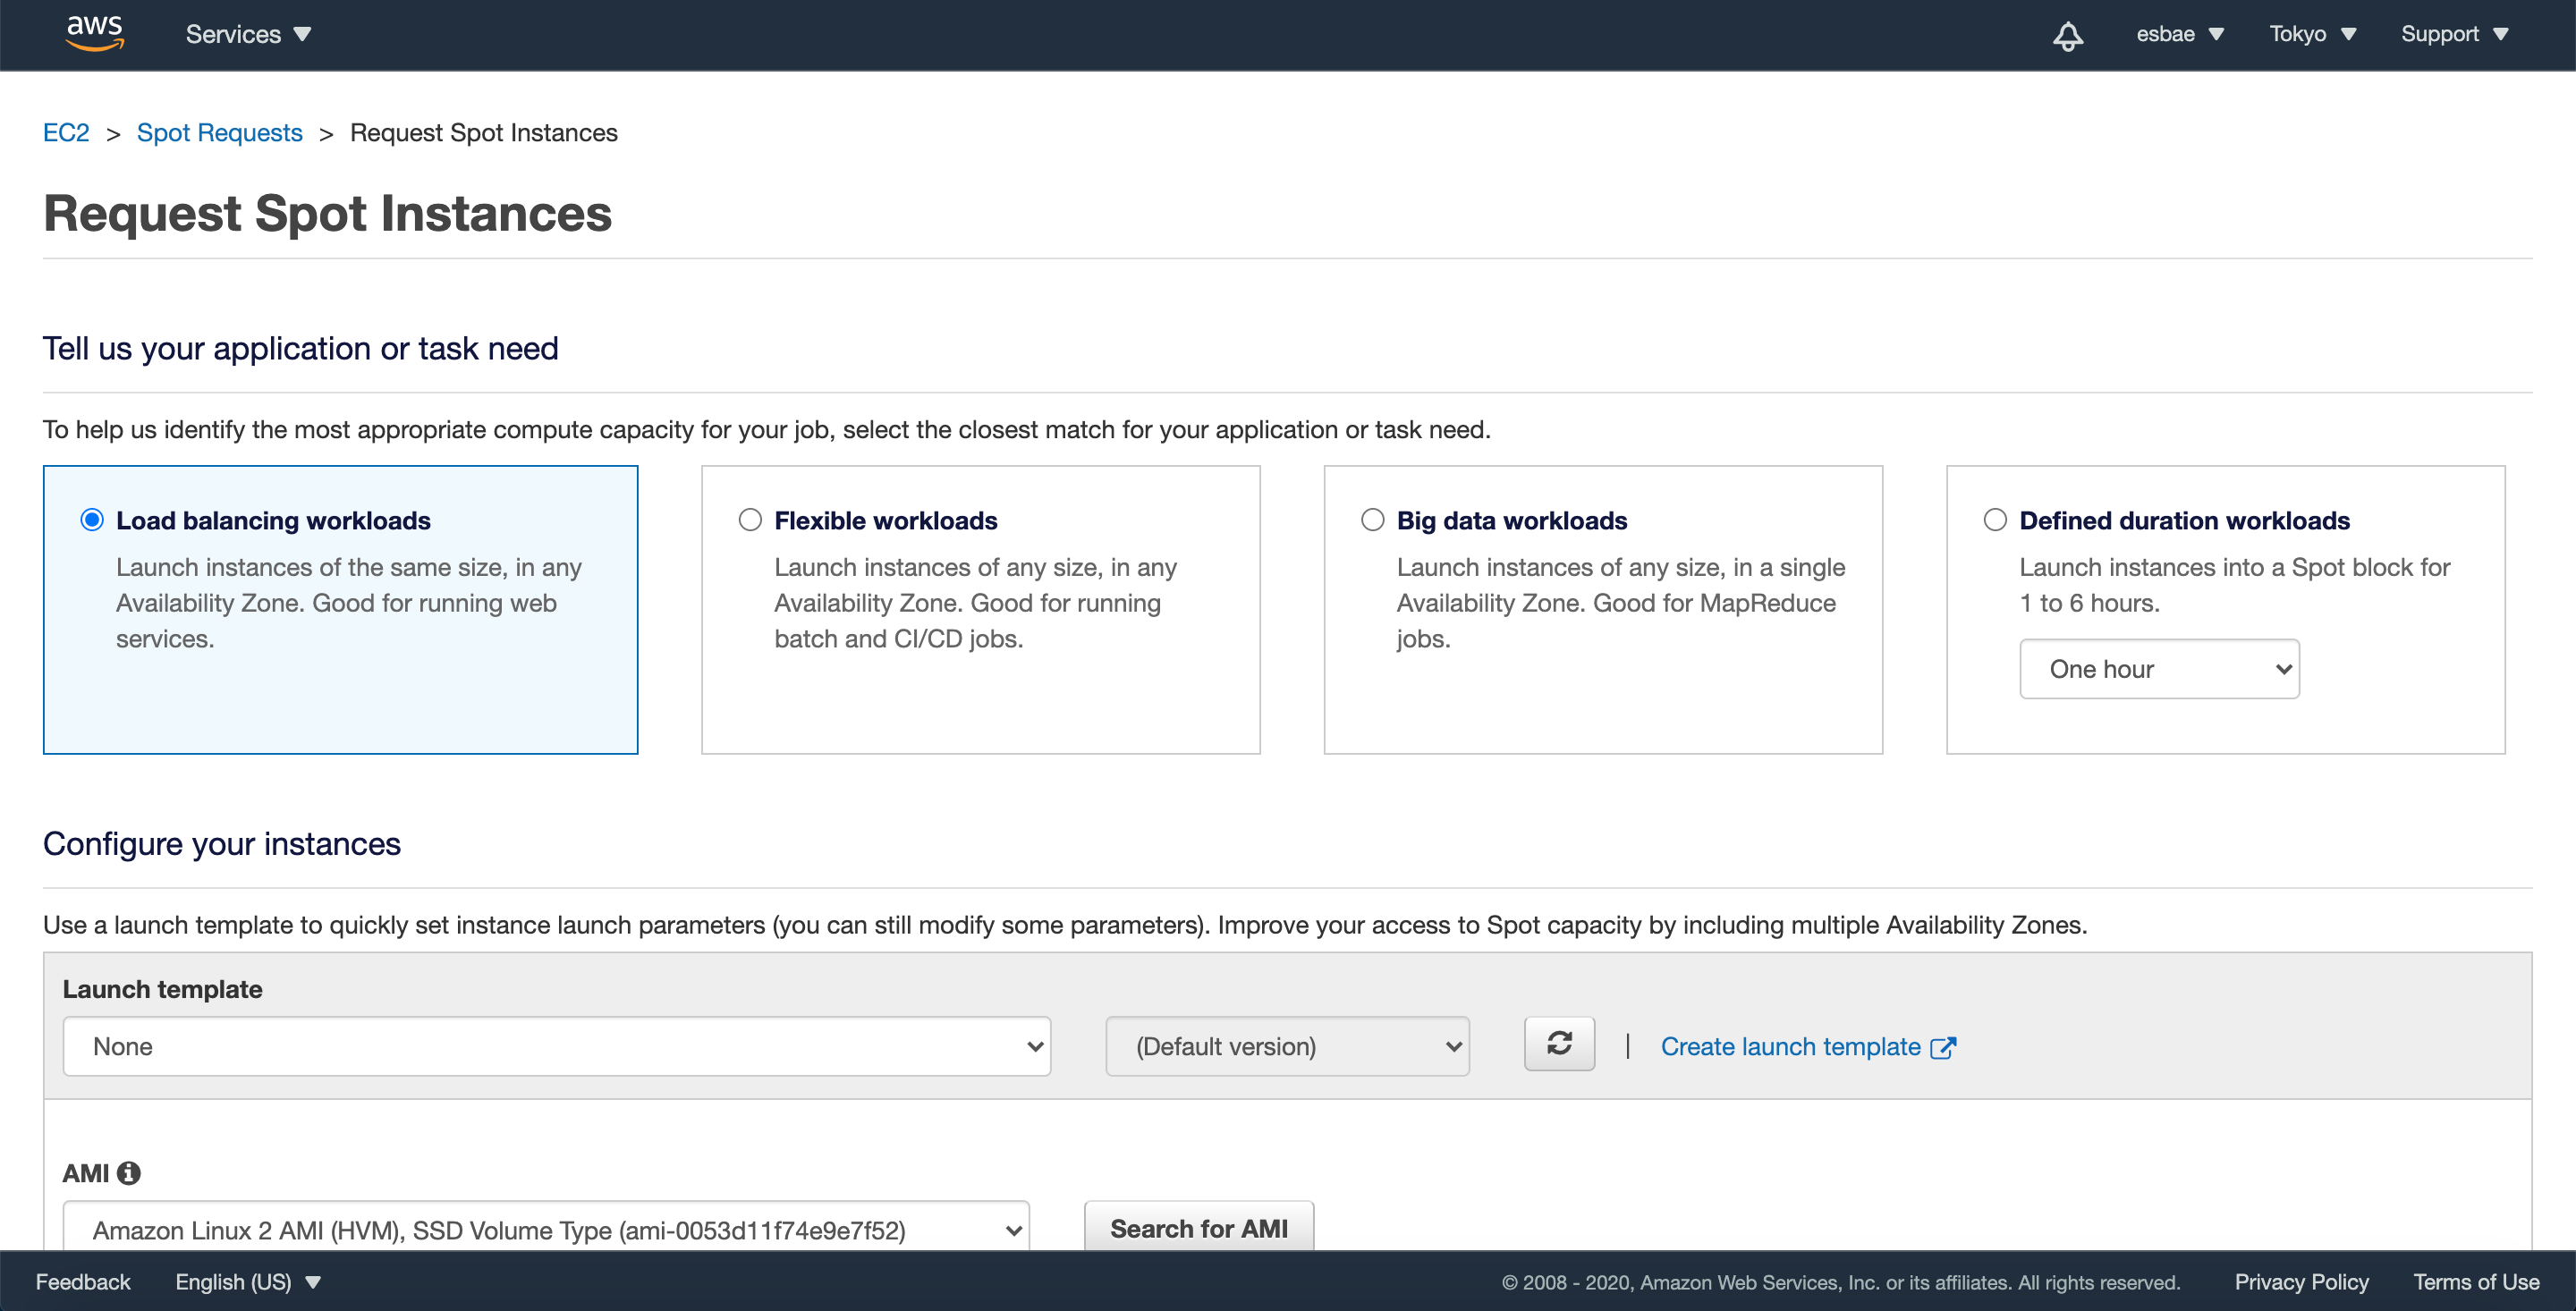 aws
Services
esbae
Tokyo
Support
EC2 > Spot Requests > Request Spot Instances
Request Spot Instances
Tell us your application or task need
To help us identify the most appropriate compute capacity for your job, select the closest match for your application or task need.
Load balancing workloads
Launch instances of the same size, in any
Availability Zone. Good for running web
services.
Flexible workloads
Launch instances of any size, in any
Availability Zone. Good for running
batch and CI/CD jobs.
Big data workloads
Launch instances of any size, in a single
Availability Zone. Good for MapReduce
jobs.
Defined duration workloads
Launch instances into a Spot block for
1 to 6 hours.
One hour
Configure your instances
Use a launch template to quickly set instance launch parameters (you can still modify some parameters). Improve your access to Spot capacity by including multiple Availability Zones.
Launch template
None
(Default version)
| Create launch template
AMI
Amazon Linux 2 AMI (HVM), SSD Volume Type (ami-0053d11f74e9e7f52)
Search for AMI
Feedback
English (US)
© 2008 - 2020, Amazon Web Services, Inc. or its affiliates. All rights reserved.
Privacy Policy
Terms of Use